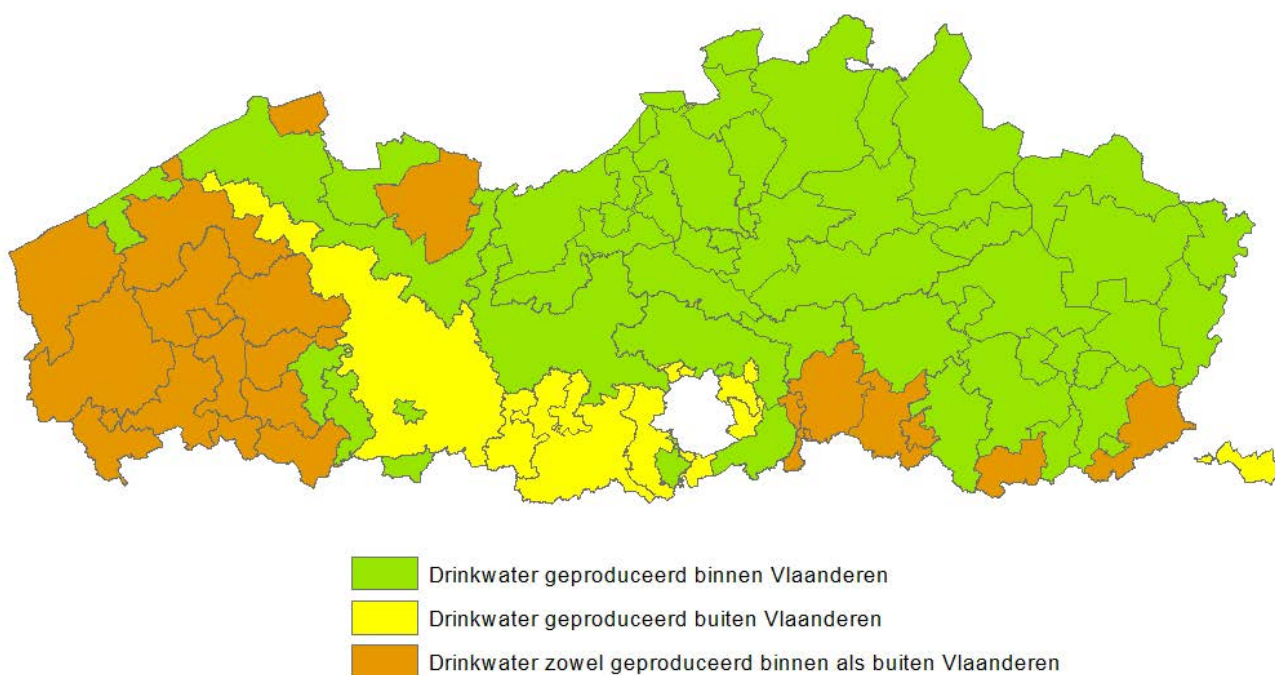 Drinkwater geproduceerd binnen Vlaanderen
Drinkwater geproduceerd buiten Vlaanderen
Drinkwater zowel geproduceerd binnen als buiten Vlaanderen